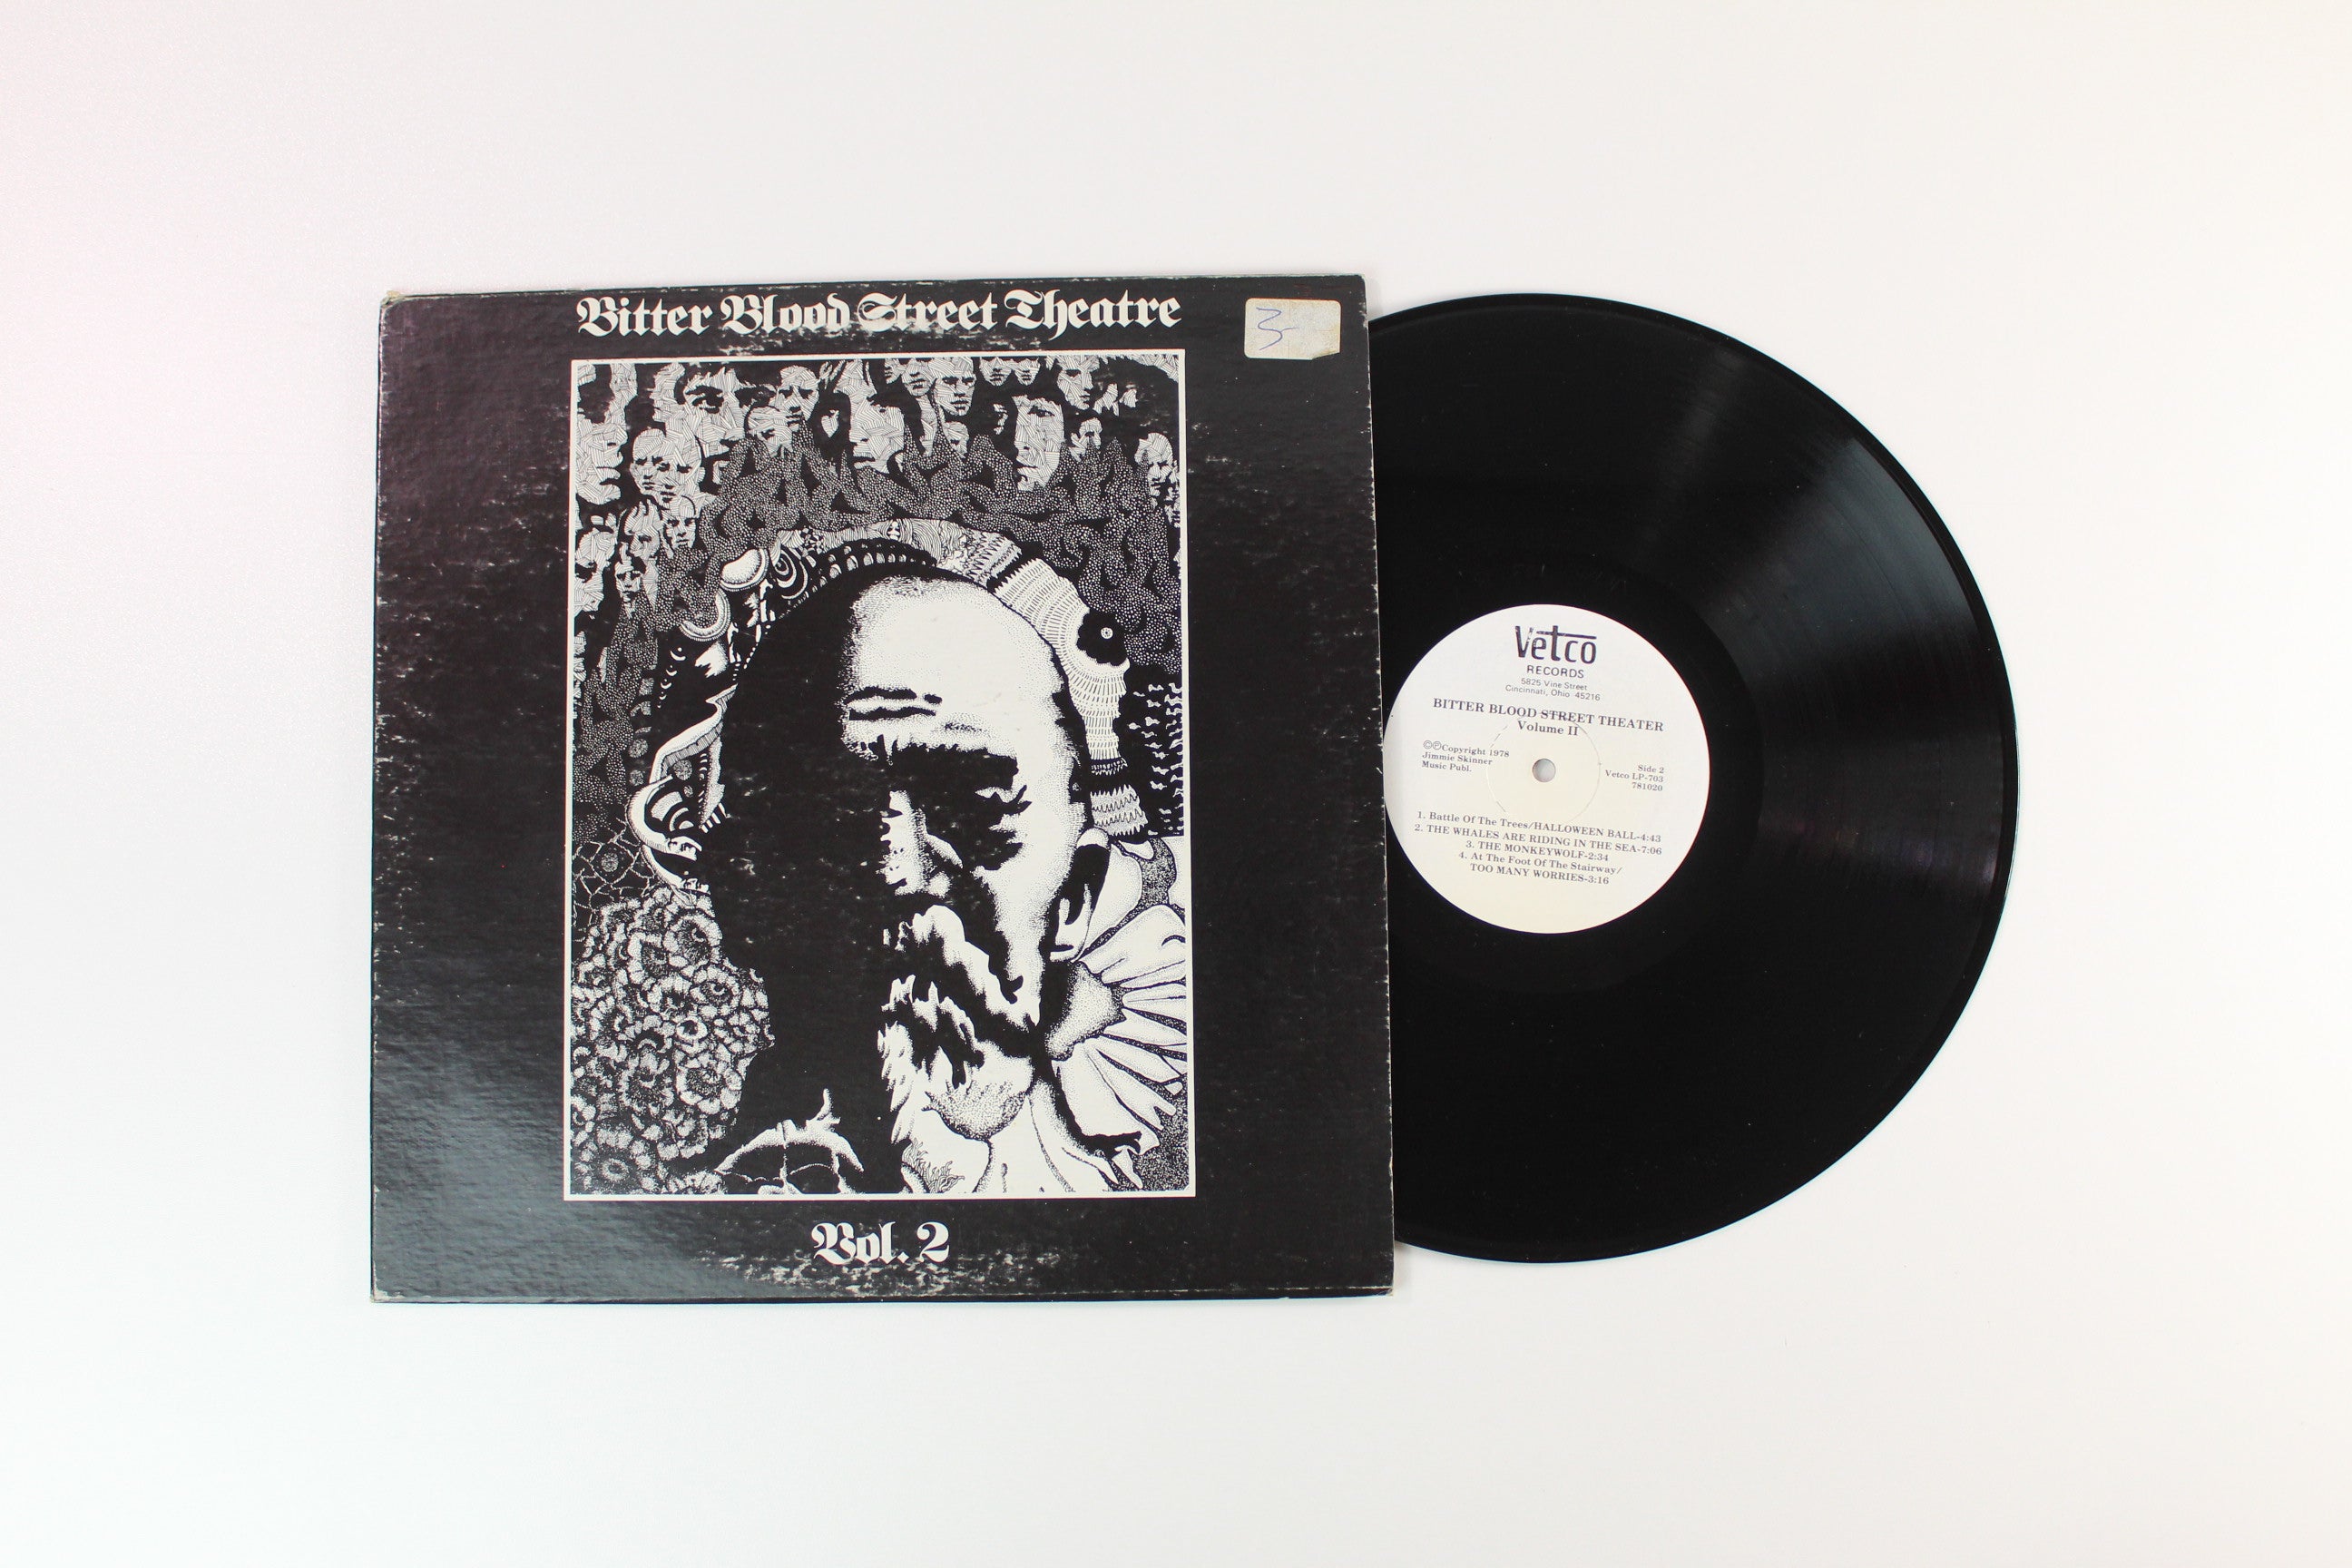 Bitter Blood Street Theatre
3-
Vol. 2
Vetco
RECORDS
5825 Vine Street
Cincinnati, Ohio 45216
BITTER BLOOD STREET THEATER
Volume II
©℗Copyright 1978
Jimmie Skinner
Music Publ.
Side 2
Vetco LP-703
781020
1. Battle Of The Trees/HALLOWEEN BALL-4:43
2. THE WHALES ARE RIDING IN THE SEA-7:06
3. THE MONKEYWOLF-2:34
4. At The Foot Of The Stairway/
TOO MANY WORRIES-3:16